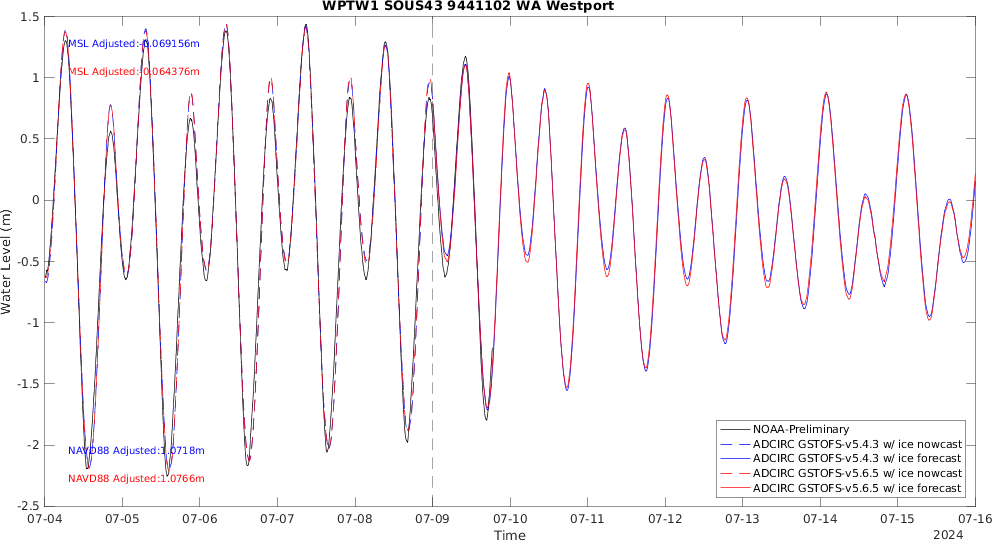 WPTW1 SOUS43 9441102 WA Westport
1.5
1
0.5
0
-0.5
-1
-1.5
-2
-2.5
Water Level (m)
MSL Adjusted:-0.069156m
MSL Adjusted:-0.064376m
NAVD88 Adjusted:1.0718m
NAVD88 Adjusted:1.0766m
NOAA-Preliminary
ADCIRC GSTOFS-v5.4.3 w/ ice nowcast
ADCIRC GSTOFS-v5.4.3 w/ ice forecast
ADCIRC GSTOFS-v5.6.5 w/ ice nowcast
ADCIRC GSTOFS-v5.6.5 w/ ice forecast
07-04 07-05 07-06 07-07 07-08 07-09 07-10 07-11 07-12 07-13 07-14 07-15 07-16
Time
2024